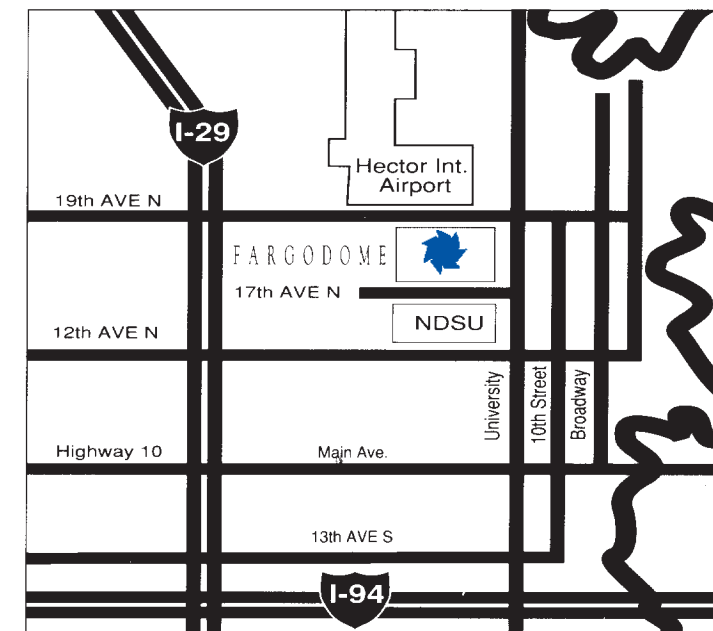 I-29
Hector Int.
Airport
19th AVE N
FARGODOME
17th AVE N
NDSU
12th AVE N
University
10th Street
Broadway
Highway 10
Main Ave.
13th AVE S
I-94